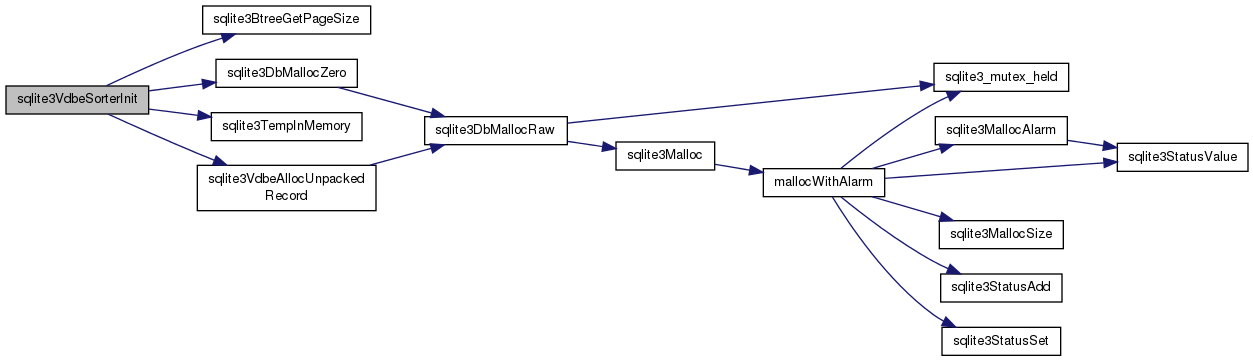 sqlite3VdbeSorterInit
sqlite3BtreeGetPageSize
sqlite3DbMallocZero
sqlite3TempInMemory
sqlite3VdbeAllocUnpacked
Record
sqlite3DbMallocRaw
sqlite3Malloc
mallocWithAlarm
sqlite3_mutex_held
sqlite3MallocAlarm
sqlite3StatusValue
sqlite3MallocSize
sqlite3StatusAdd
sqlite3StatusSet